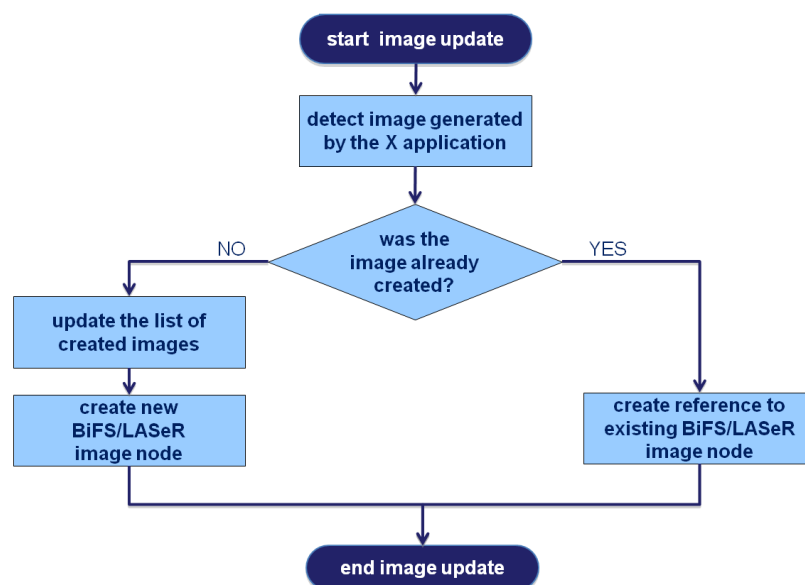 start image update
detect image generated
by the X application
was the
image already
created?
NO
YES
update the list of
created images
create new
BiFS/LASeR
image node
create reference to
existing BiFS/LASeR
image node
end image update